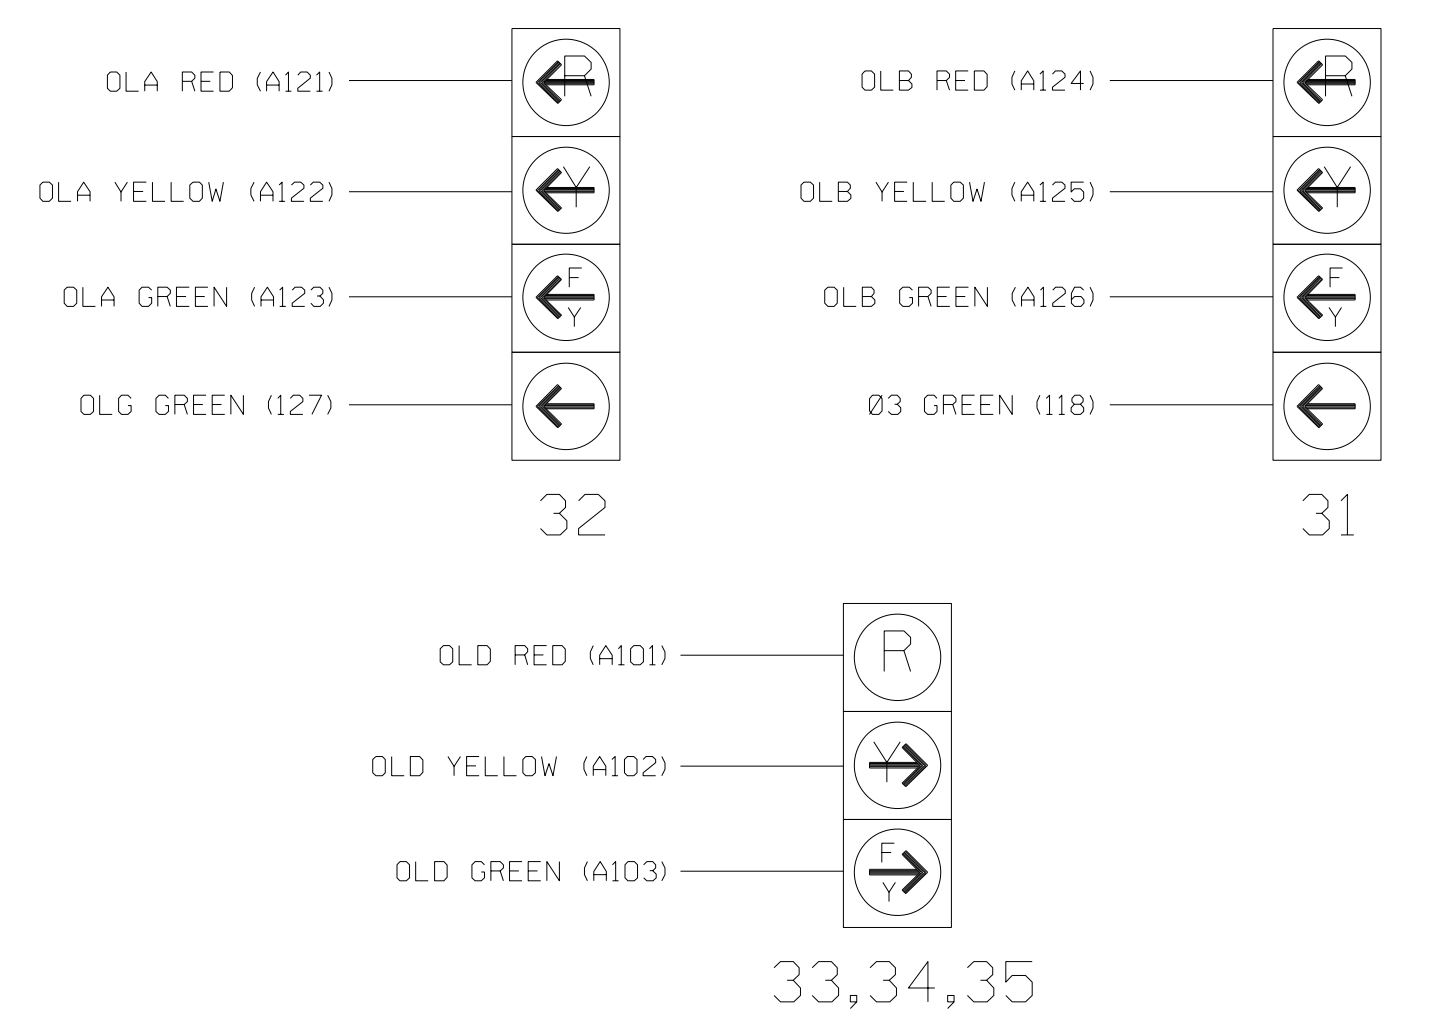 OLA RED (A121)
R
OLA YELLOW (A122)
Y
OLA GREEN (A123)
F
Y
OLG GREEN (127)
32
OLB RED (A124)
R
OLB YELLOW (A125)
Y
OLB GREEN (A126)
F
Y
Ø3 GREEN (118)
31
OLD RED (A101)
R
OLD YELLOW (A102)
Y
OLD GREEN (A103)
F
Y
33,34,35